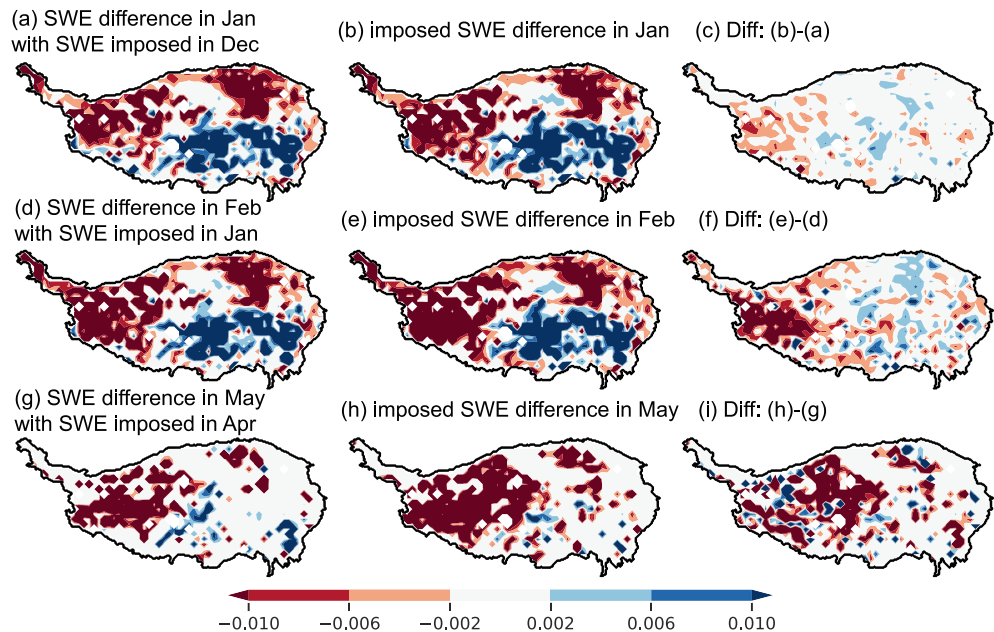 (a) SWE difference in Jan
with SWE imposed in Dec
(b) imposed SWE difference in Jan
(c) Diff: (b)-(a)
(d) SWE difference in Feb
with SWE imposed in Jan
(e) imposed SWE difference in Feb
(f) Diff: (e)-(d)
(g) SWE difference in May
with SWE imposed in Apr
(h) imposed SWE difference in May
(i) Diff: (h)-(g)
−0.010 −0.006 −0.002 0.002 0.006 0.010